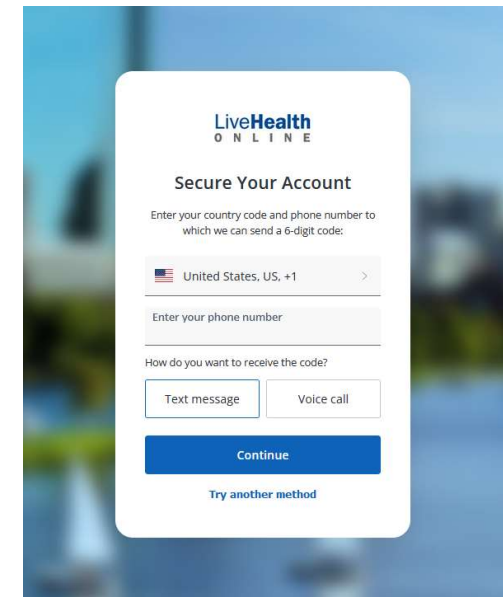 LiveHealth
ONLINE
Secure Your Account
Enter your country code and phone number to
which we can send a 6-digit code:
United States, US, +1
Enter your phone number
How do you want to receive the code?
Text message Voice call
Continue
Try another method